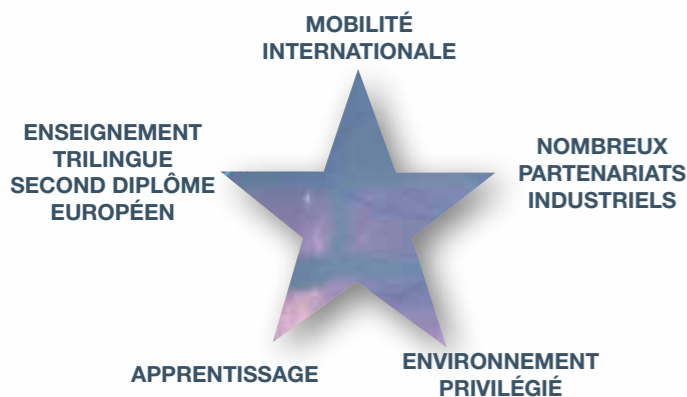 MOBILITÉ
INTERNATIONALE
ENSEIGNEMENT
TRILINGUE
SECOND DIPLÔME
EUROPÉEN
NOMBREUX
PARTENARIATS
INDUSTRIELS
APPRENTISSAGE
ENVIRONNEMENT
PRIVILÉGIÉ